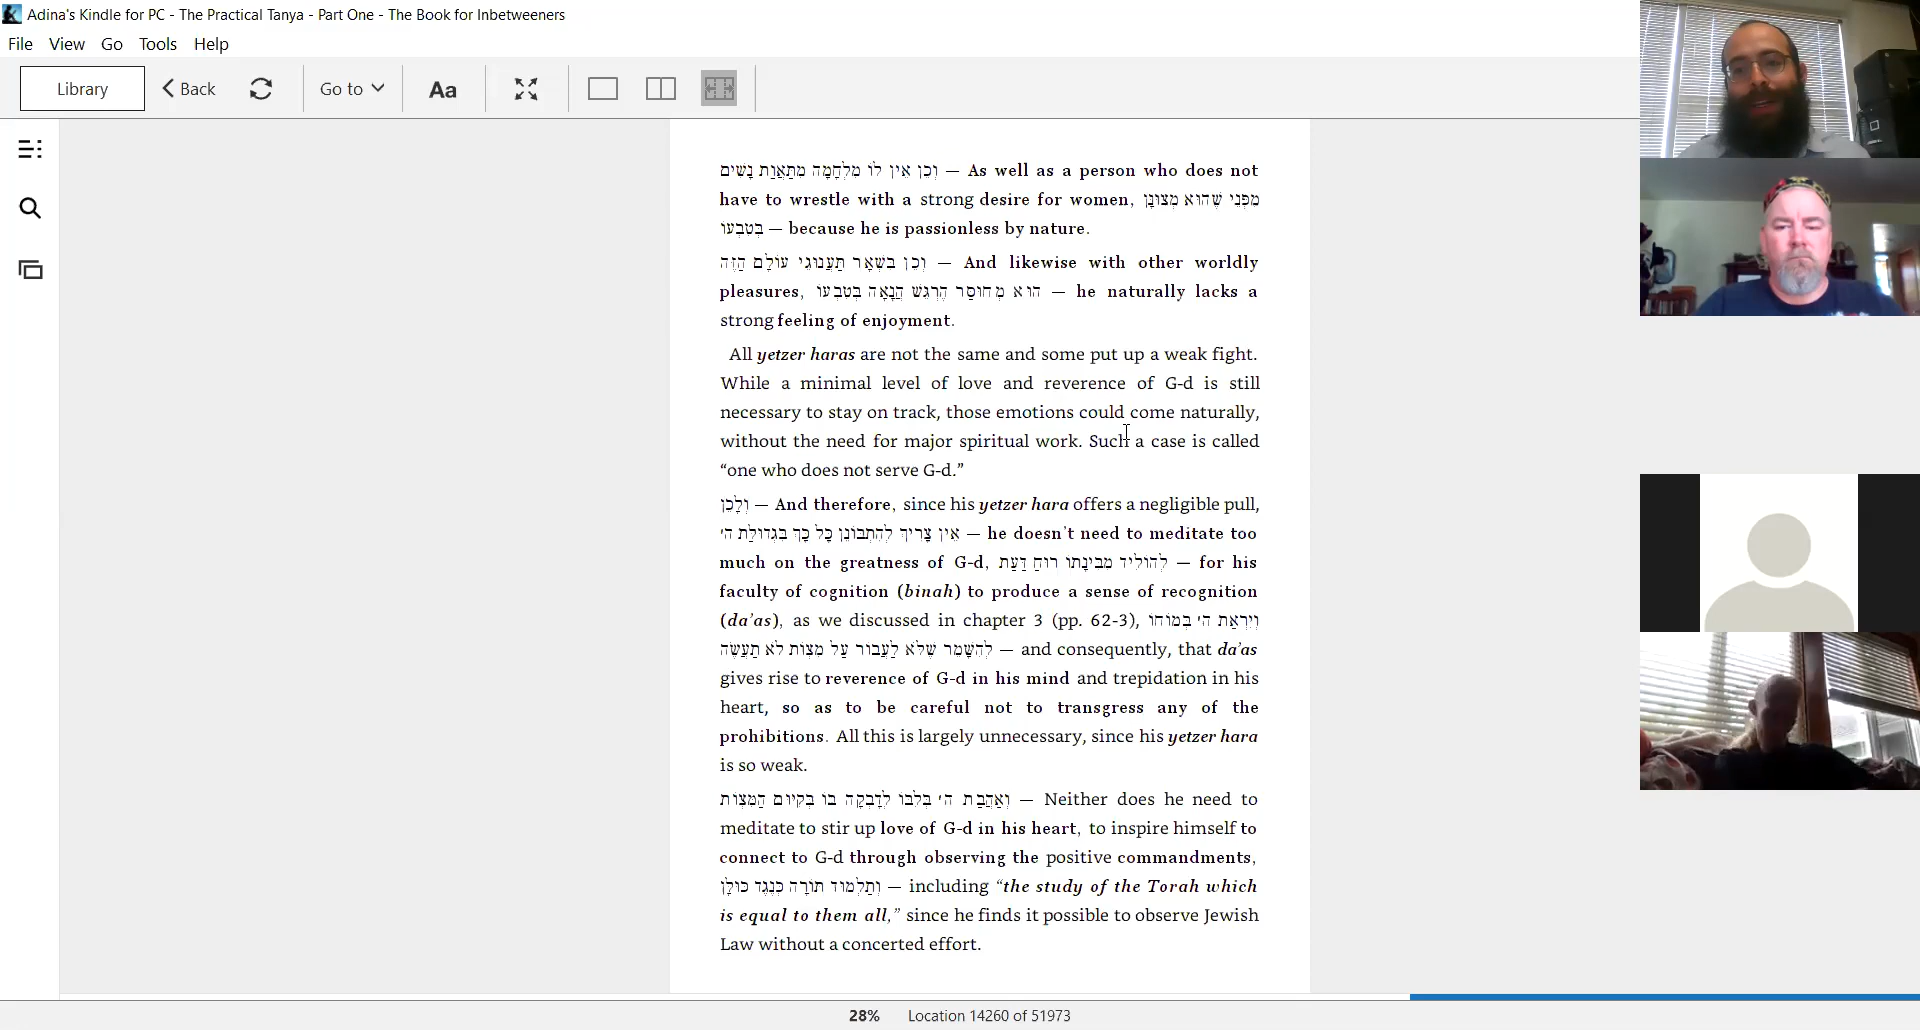 Adina's Kindle for PC - The Practical Tanya - Part One - The Book for Inbetweeners
File View Go Tools Help
Library Back Go to Aa
וְכֵן אֵין לוֹ מִלְחָמָה מִתַּאֲוַת נָשִׁים — As well as a person who does not
have to wrestle with a strong desire for women, מִפְּנֵי שֶׁהוּא מְצוּנָּן
בְּטִבְעוֹ — because he is passionless by nature.
וְכֵן בִּשְׁאָר תַּעֲנוּגֵי עוֹלָם הַזֶּה — And likewise with other worldly
pleasures, הוּא מְחוּסַּר הֶרְגֵּשׁ הֲנָאָה בְּטִבְעוֹ — he naturally lacks a
strong feeling of enjoyment.
All yetzer haras are not the same and some put up a weak fight.
While a minimal level of love and reverence of G-d is still
necessary to stay on track, those emotions could come naturally,
without the need for major spiritual work. Such a case is called
“one who does not serve G-d.”
וְלָכֵן — And therefore, since his yetzer hara offers a negligible pull,
אֵין צָרִיךְ לְהִתְבּוֹנֵן כָּל כָּךְ בִּגְדוּלַּת ה' — he doesn't need to meditate too
much on the greatness of G-d, לְהוֹלִיד מִבִּינָתוֹ רוּחַ דַּעַת — for his
faculty of cognition (binah) to produce a sense of recognition
(da’as), as we discussed in chapter 3 (pp. 62-3), וְיִרְאַת ה' בְּמוֹחוֹ
לְהִשָּׁמֵר שֶׁלֹּא לַעֲבוֹר עַל מִצְוֹת לֹא תַעֲשֶׂה — and consequently, that da’as
gives rise to reverence of G-d in his mind and trepidation in his
heart, so as to be careful not to transgress any of the
prohibitions. All this is largely unnecessary, since his yetzer hara
is so weak.
וְאַהֲבַת ה' בְּלִבּוֹ לְדָבְקָה בוֹ בְּקִיּוּם הַמִּצְוֹת — Neither does he need to
meditate to stir up love of G-d in his heart, to inspire himself to
connect to G-d through observing the positive commandments,
וְתַלְמוּד תּוֹרָה כְּנֶגֶד כּוּלָּן — including “the study of the Torah which
is equal to them all,” since he finds it possible to observe Jewish
Law without a concerted effort.
28% Location 14260 of 51973